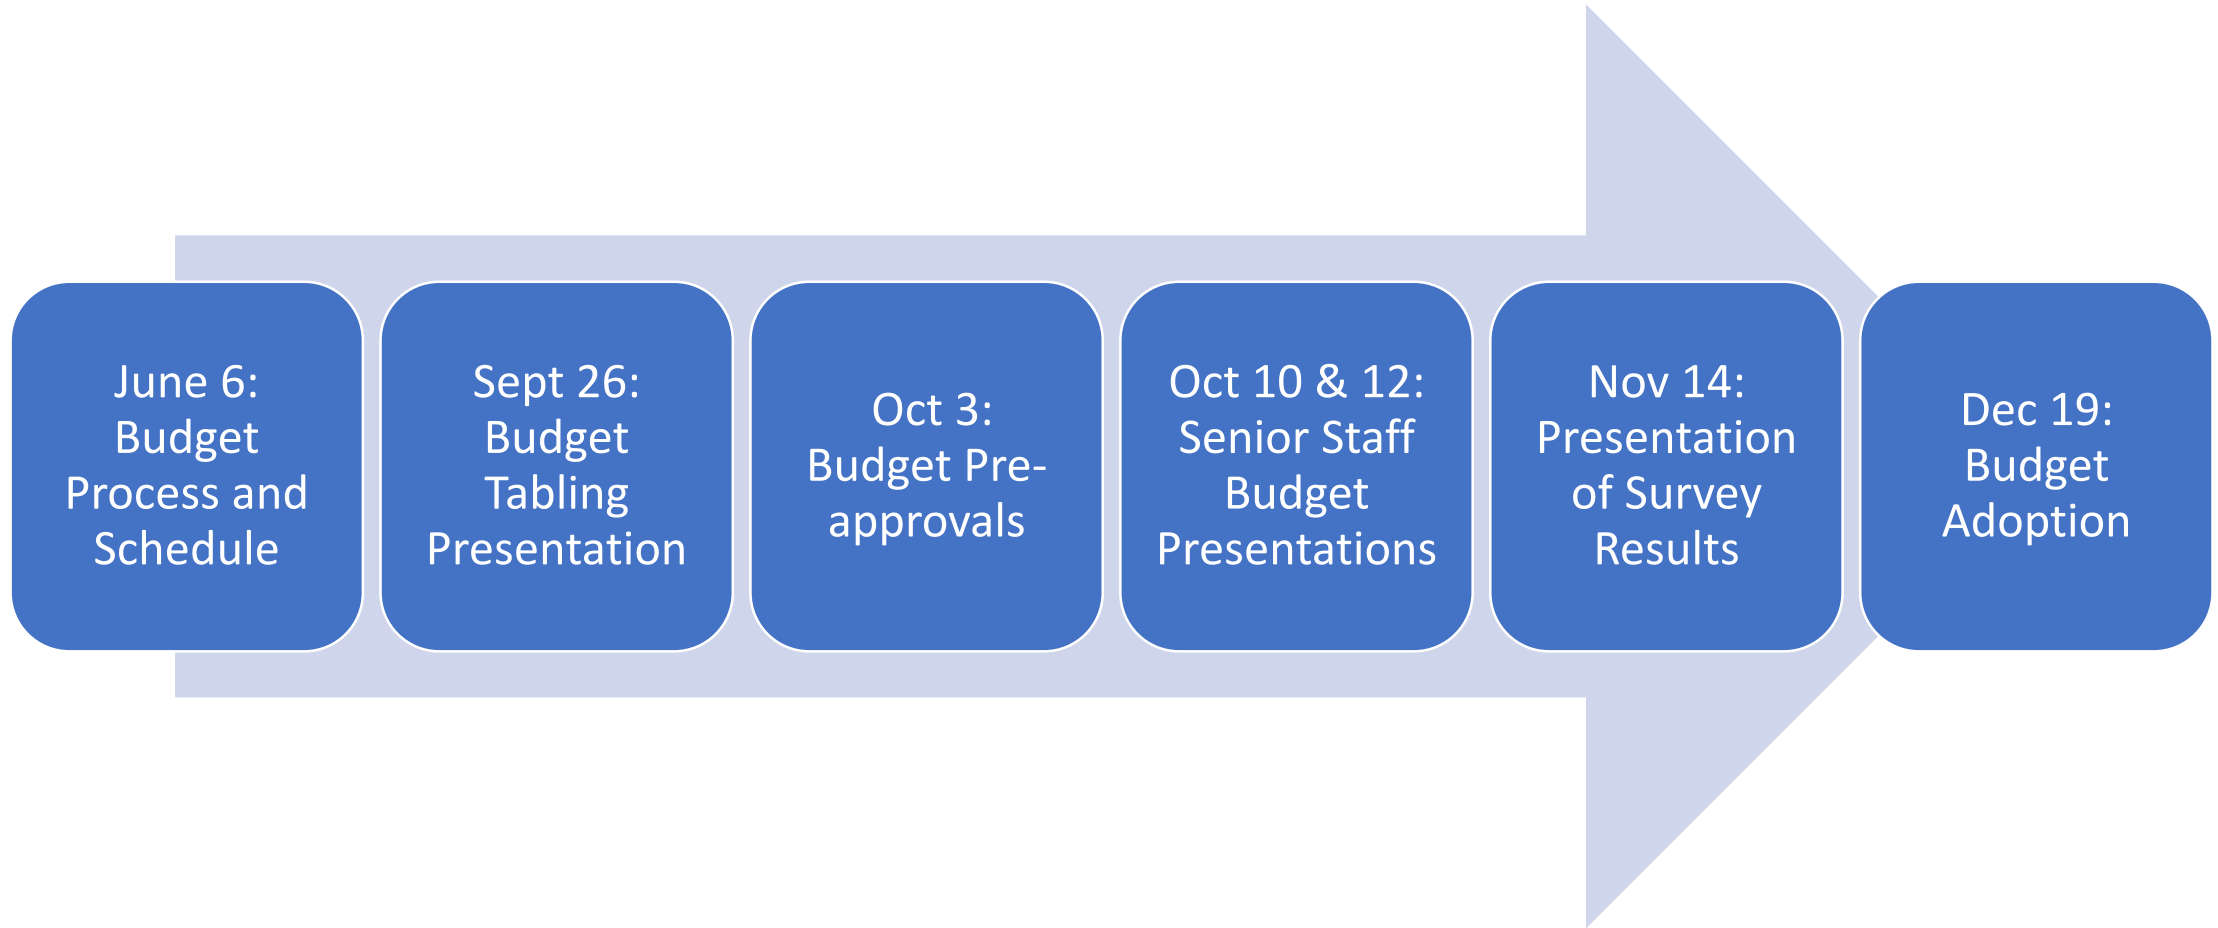 June 6:
Budget
Process and
Schedule
Sept 26:
Budget
Tabling
Presentation
Oct 3:
Budget Pre-
approvals
Oct 10 & 12:
Senior Staff
Budget
Presentations
Nov 14:
Presentation
of Survey
Results
Dec 19:
Budget
Adoption